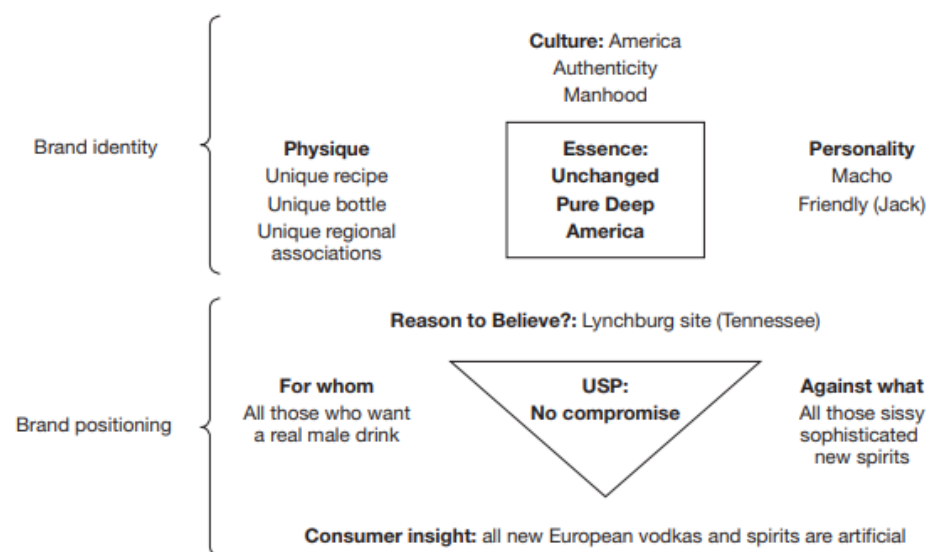 Culture: America
Authenticity
Manhood
Brand identity
Physique
Unique recipe
Unique bottle
Unique regional
associations
Essence:
Unchanged
Pure Deep
America
Personality
Macho
Friendly (Jack)
Reason to Believe?: Lynchburg site (Tennessee)
Brand positioning
For whom
All those who want
a real male drink
USP:
No compromise
Against what
All those sissy
sophisticated
new spirits
Consumer insight: all new European vodkas and spirits are artificial